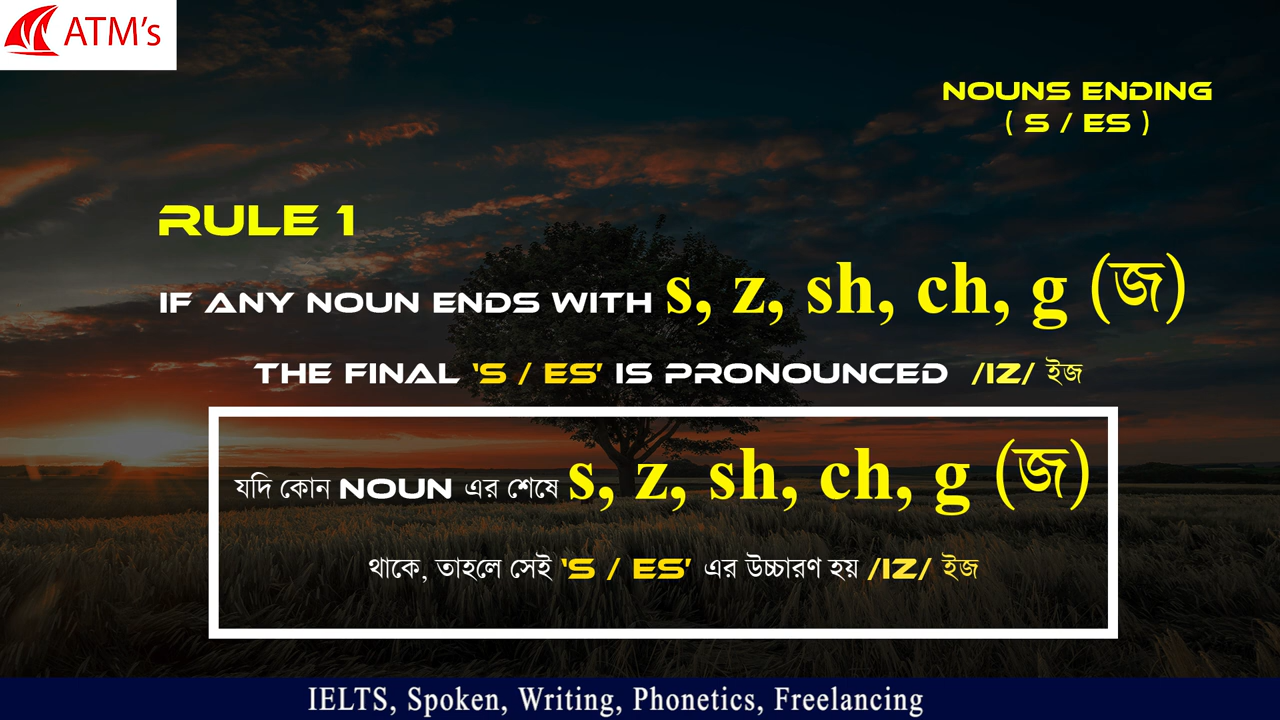 ATM's
NOUNS ENDING
( S / ES )
RULE 1
IF ANY NOUN ENDS WITH s, z, sh, ch, g (জ)
THE FINAL 'S / ES' IS PRONOUNCED /IZ/ ইজ
যদি কোন NOUN এর শেষে s, z, sh, ch, g (জ)
থাকে, তাহলে সেই 'S / ES' এর উচ্চারণ হয় /IZ/ ইজ
IELTS, Spoken, Writing, Phonetics, Freelancing